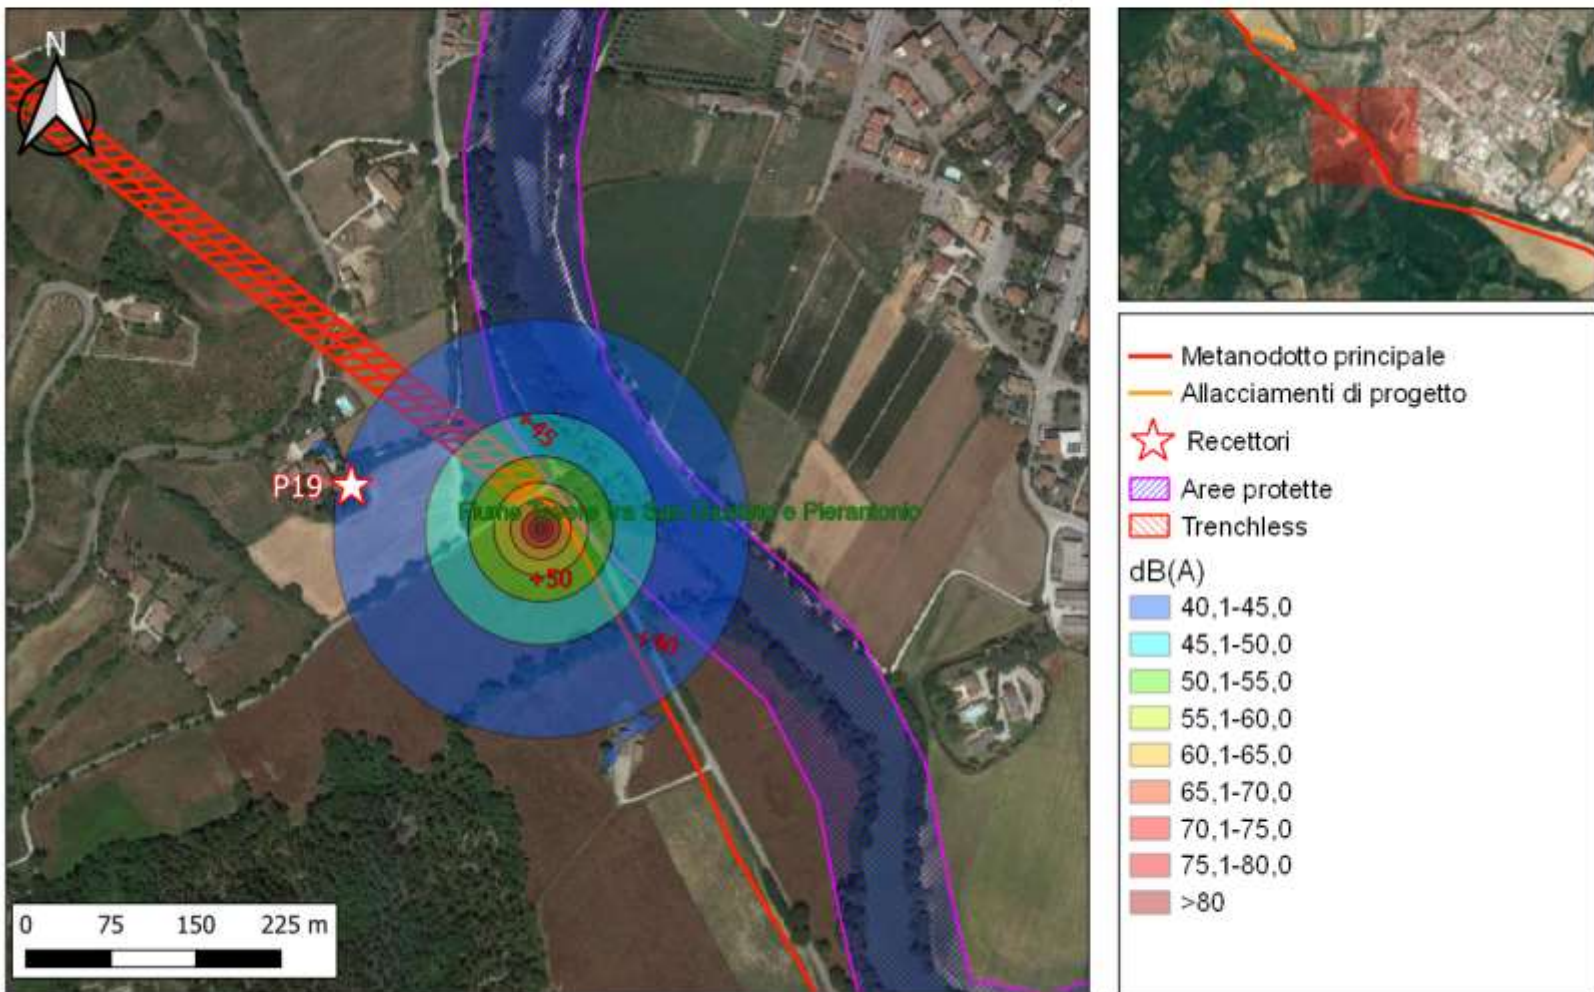 N
P19
+45
Fiume Tevere tra San Giustino e Pierantonio
+50
+40
0 75 150 225 m
Metanodotto principale
Allacciamenti di progetto
Recettori
Aree protette
Trenchless
dB(A)
40,1-45,0
45,1-50,0
50,1-55,0
55,1-60,0
60,1-65,0
65,1-70,0
70,1-75,0
75,1-80,0
>80